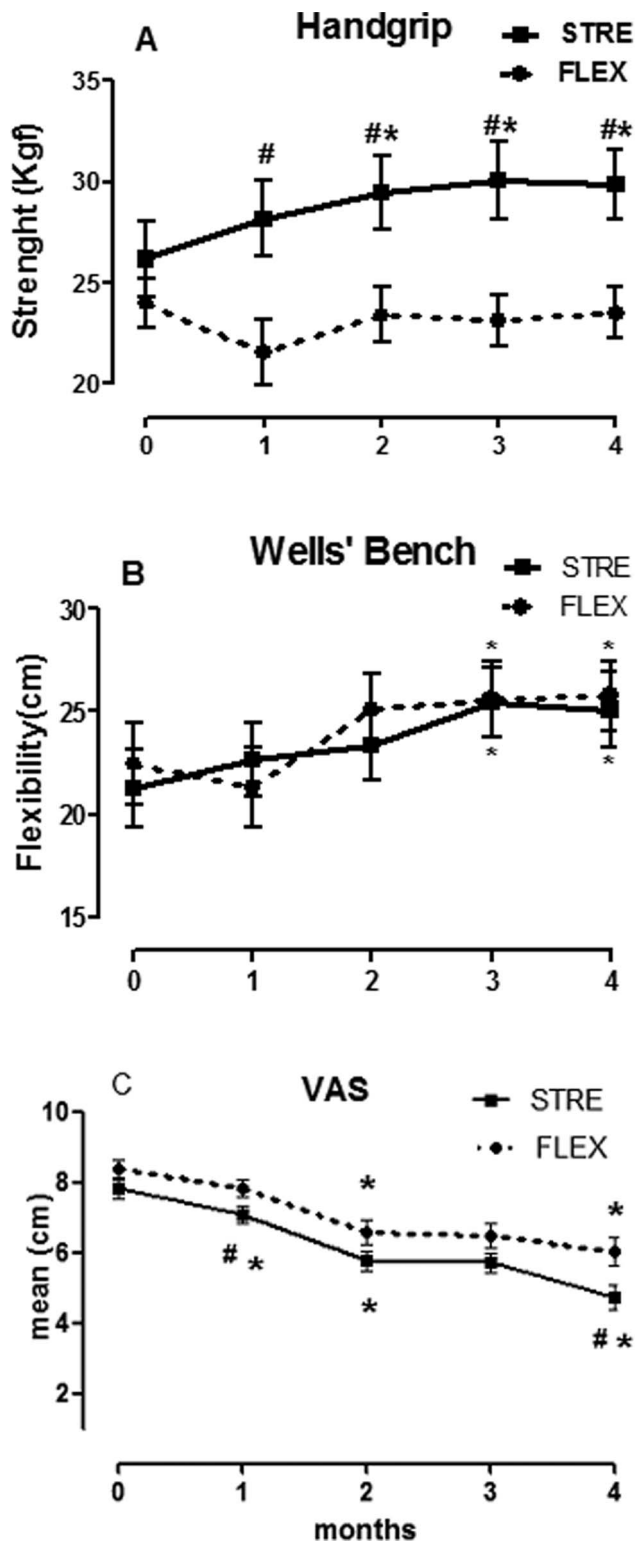 A Handgrip
STRE
FLEX
Strenght (Kgf)
35
30
25
20
# #* #* #*
0 1 2 3 4
B Wells' Bench
STRE
FLEX
Flexibility(cm)
30
25
20
15
* *
* *
0 1 2 3 4
C VAS
STRE
FLEX
mean (cm)
10
8
6
4
2
* *
# * * # *
0 1 2 3 4
months